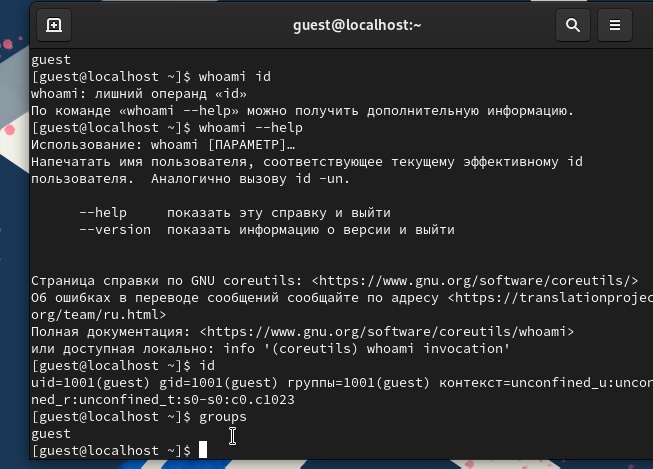 guest@localhost:~
guest
[guest@localhost ~]$ whoami id
whoami: лишний операнд «id»
По команде «whoami --help» можно получить дополнительную информацию.
[guest@localhost ~]$ whoami --help
Использование: whoami [ПАРАМЕТР]…
Напечатать имя пользователя, соответствующее текущему эффективному id
пользователя.  Аналогично вызову id -un.
--help     показать эту справку и выйти
--version  показать информацию о версии и выйти
Страница справки по GNU coreutils: <https://www.gnu.org/software/coreutils/>
Об ошибках в переводе сообщений сообщайте по адресу <https://translationprojec
org/team/ru.html>
Полная документация: <https://www.gnu.org/software/coreutils/whoami>
или доступная локально: info '(coreutils) whoami invocation'
[guest@localhost ~]$ id
uid=1001(guest) gid=1001(guest) группы=1001(guest) контекст=unconfined_u:uncon
ned_r:unconfined_t:s0-s0:c0.c1023
[guest@localhost ~]$ groups
guest
[guest@localhost ~]$